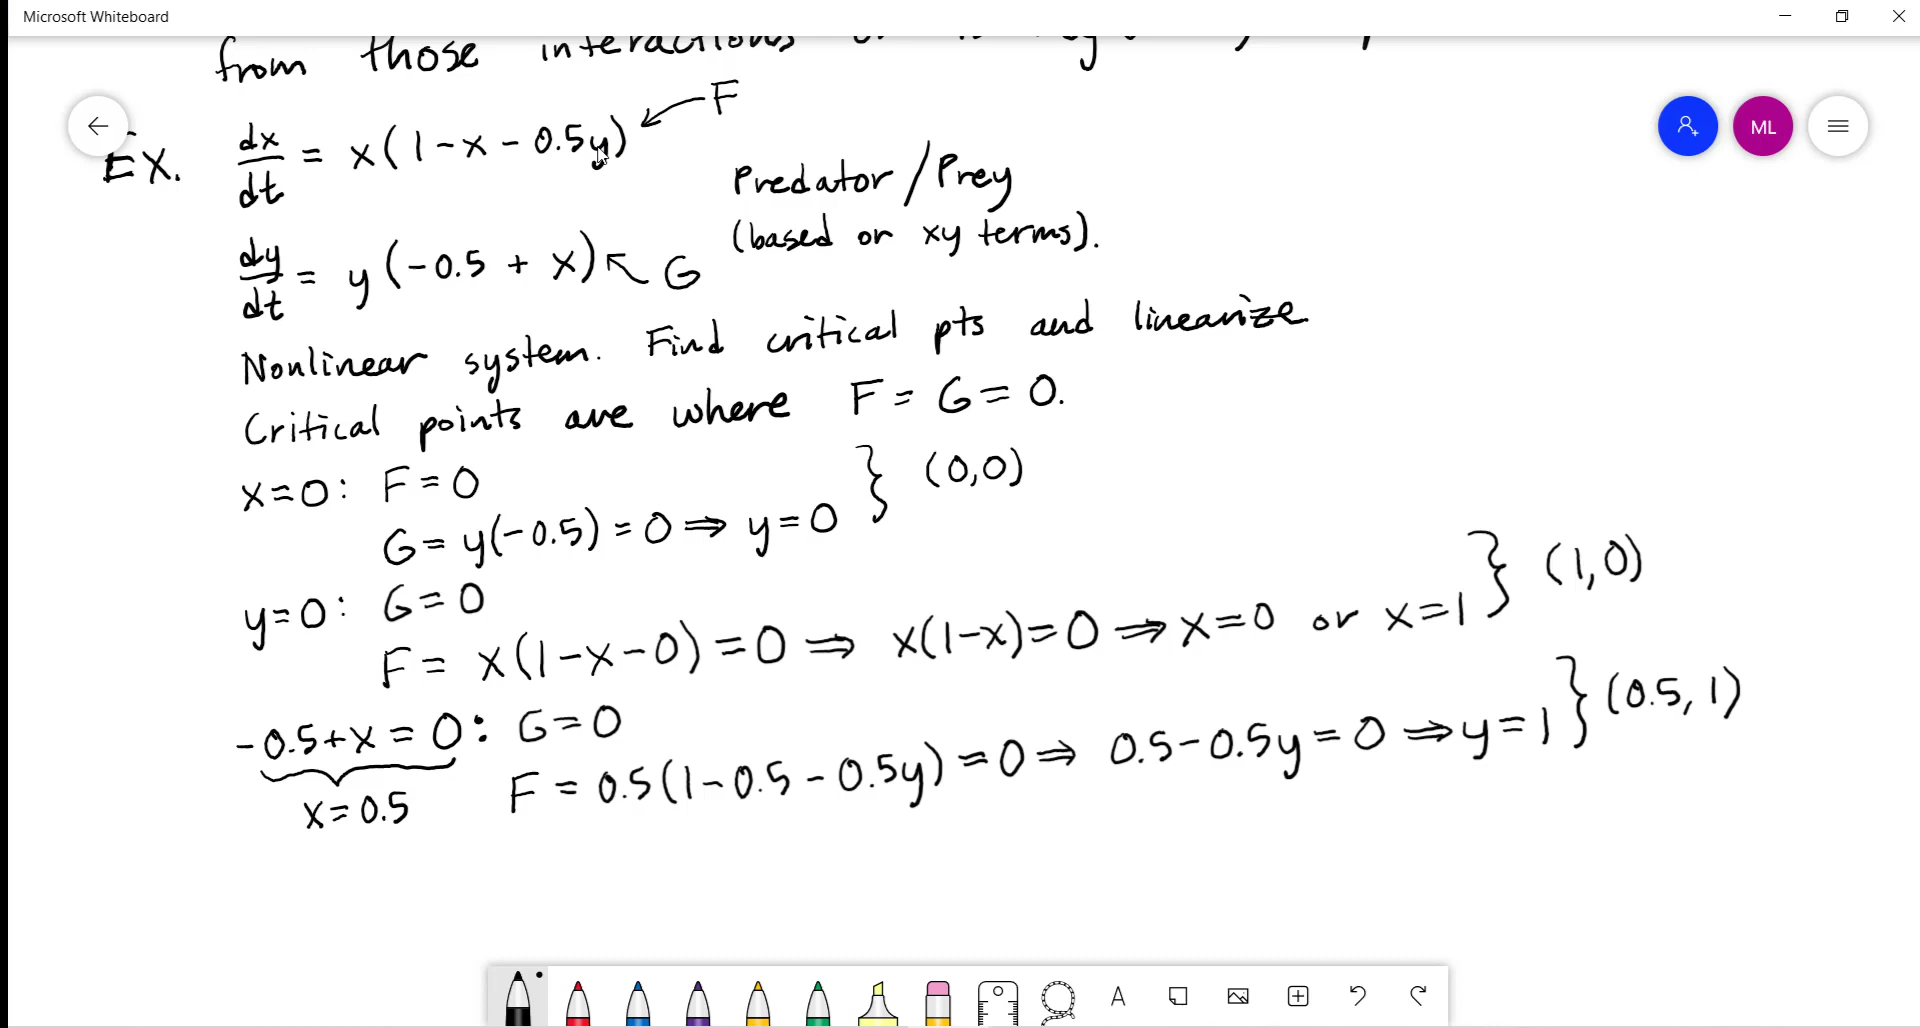 Microsoft Whiteboard
from those interactions
F
ML
EX. dx/dt = x(1-x-0.5y)
Predator/Prey
(based on xy terms).
dy/dt = y(-0.5 + x) G
Nonlinear system. Find critical pts and linearize
Critical points are where F = G = 0.
x=0: F=0 } (0,0)
G= y(-0.5) = 0 ⇒ y=0
y=0: G=0 } (1,0)
F= x(1-x-0) = 0 ⇒ x(1-x)=0 ⇒ x=0 or x=1
-0.5+x = 0: G=0 } (0.5, 1)
F = 0.5(1-0.5-0.5y) = 0 ⇒ 0.5-0.5y = 0 ⇒ y=1
x=0.5
A